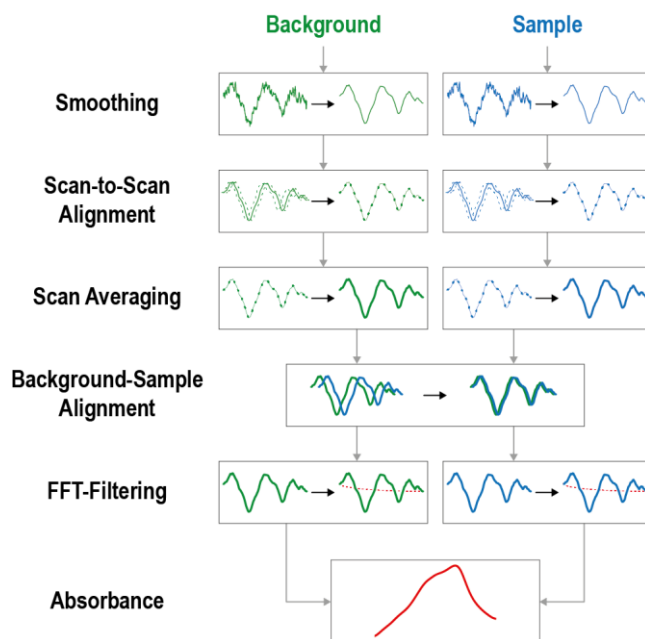 Background
Sample
Smoothing
Scan-to-Scan
Alignment
Scan Averaging
Background-Sample
Alignment
FFT-Filtering
Absorbance